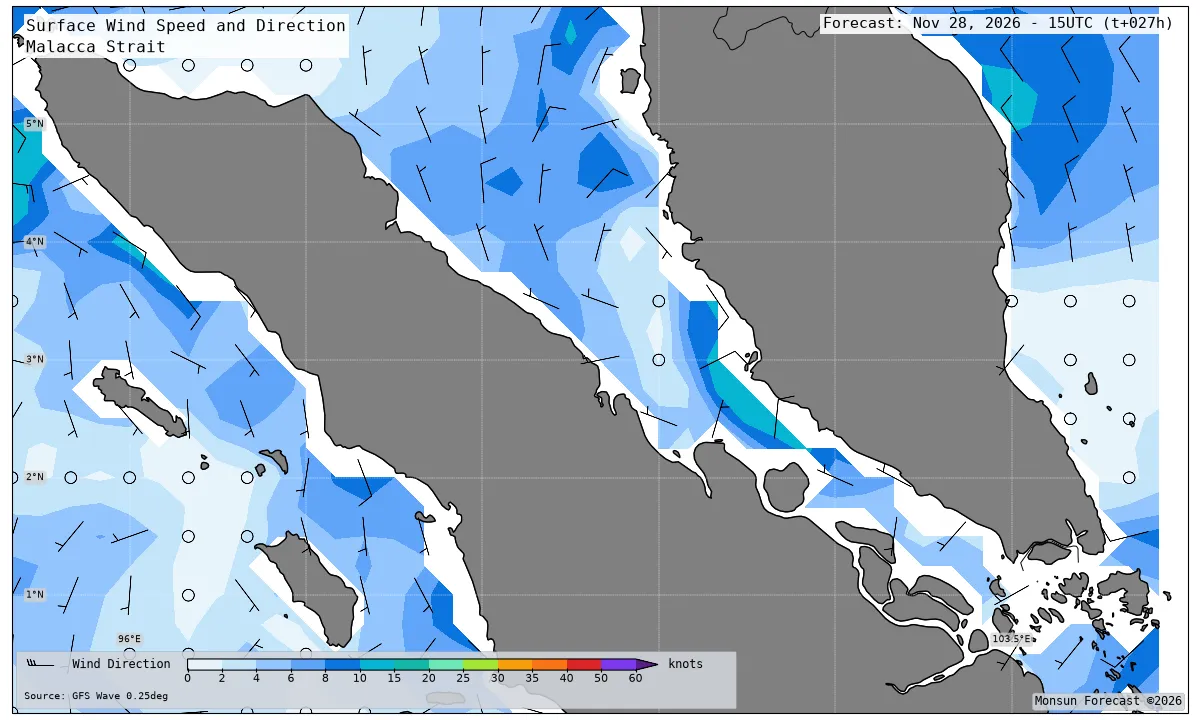 Surface Wind Speed and Direction
Malacca Strait
Forecast: Nov 28, 2026 - 15UTC (t+027h)
5°N
4°N
3°N
2°N
1°N
96°E
103.5°E
Wind Direction
0 2 4 6 8 10 15 20 25 30 35 40 50 60
knots
Source: GFS Wave 0.25deg
Monsun Forecast ©2026